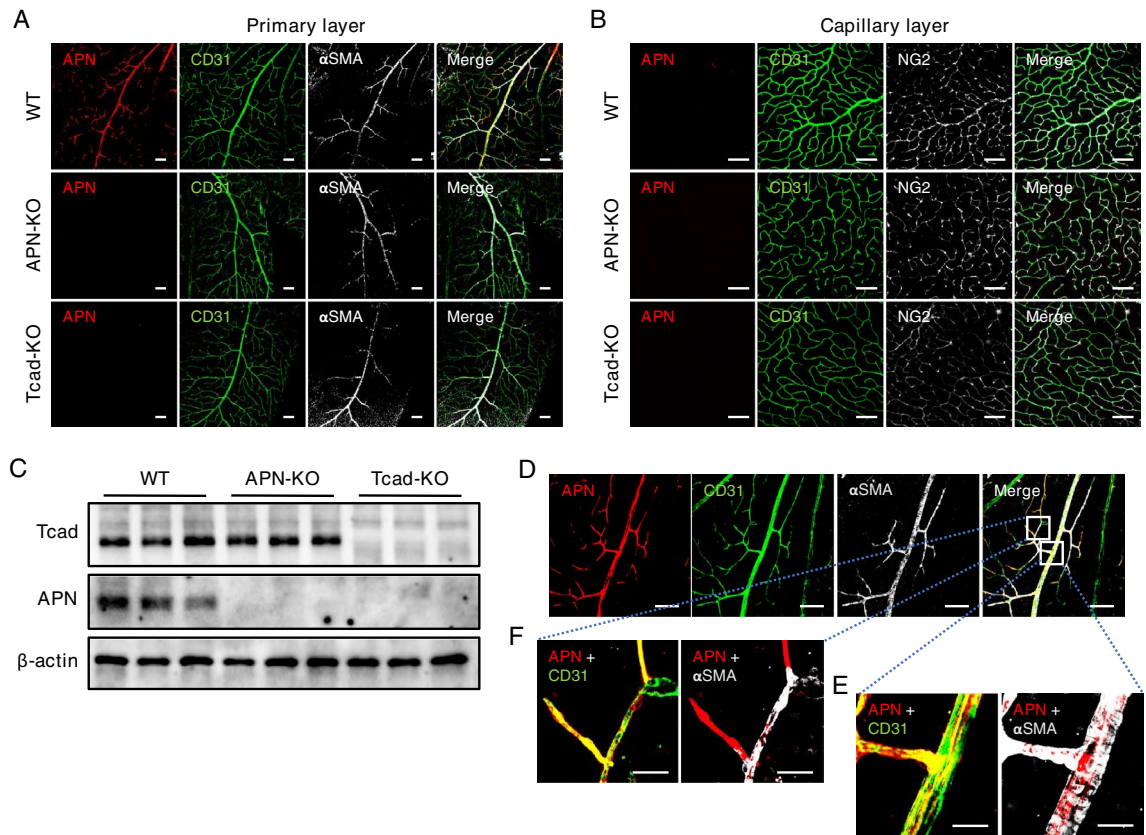 A
Primary layer
APN
CD31
αSMA
Merge
WT
APN
CD31
αSMA
Merge
APN-KO
APN
CD31
αSMA
Merge
Tcad-KO
B
Capillary layer
APN
CD31
NG2
Merge
WT
APN
CD31
NG2
Merge
APN-KO
APN
CD31
NG2
Merge
Tcad-KO
C
WT
APN-KO
Tcad-KO
Tcad
APN
β-actin
D
APN
CD31
αSMA
Merge
F
APN +
CD31
APN +
αSMA
E
APN +
CD31
APN +
αSMA